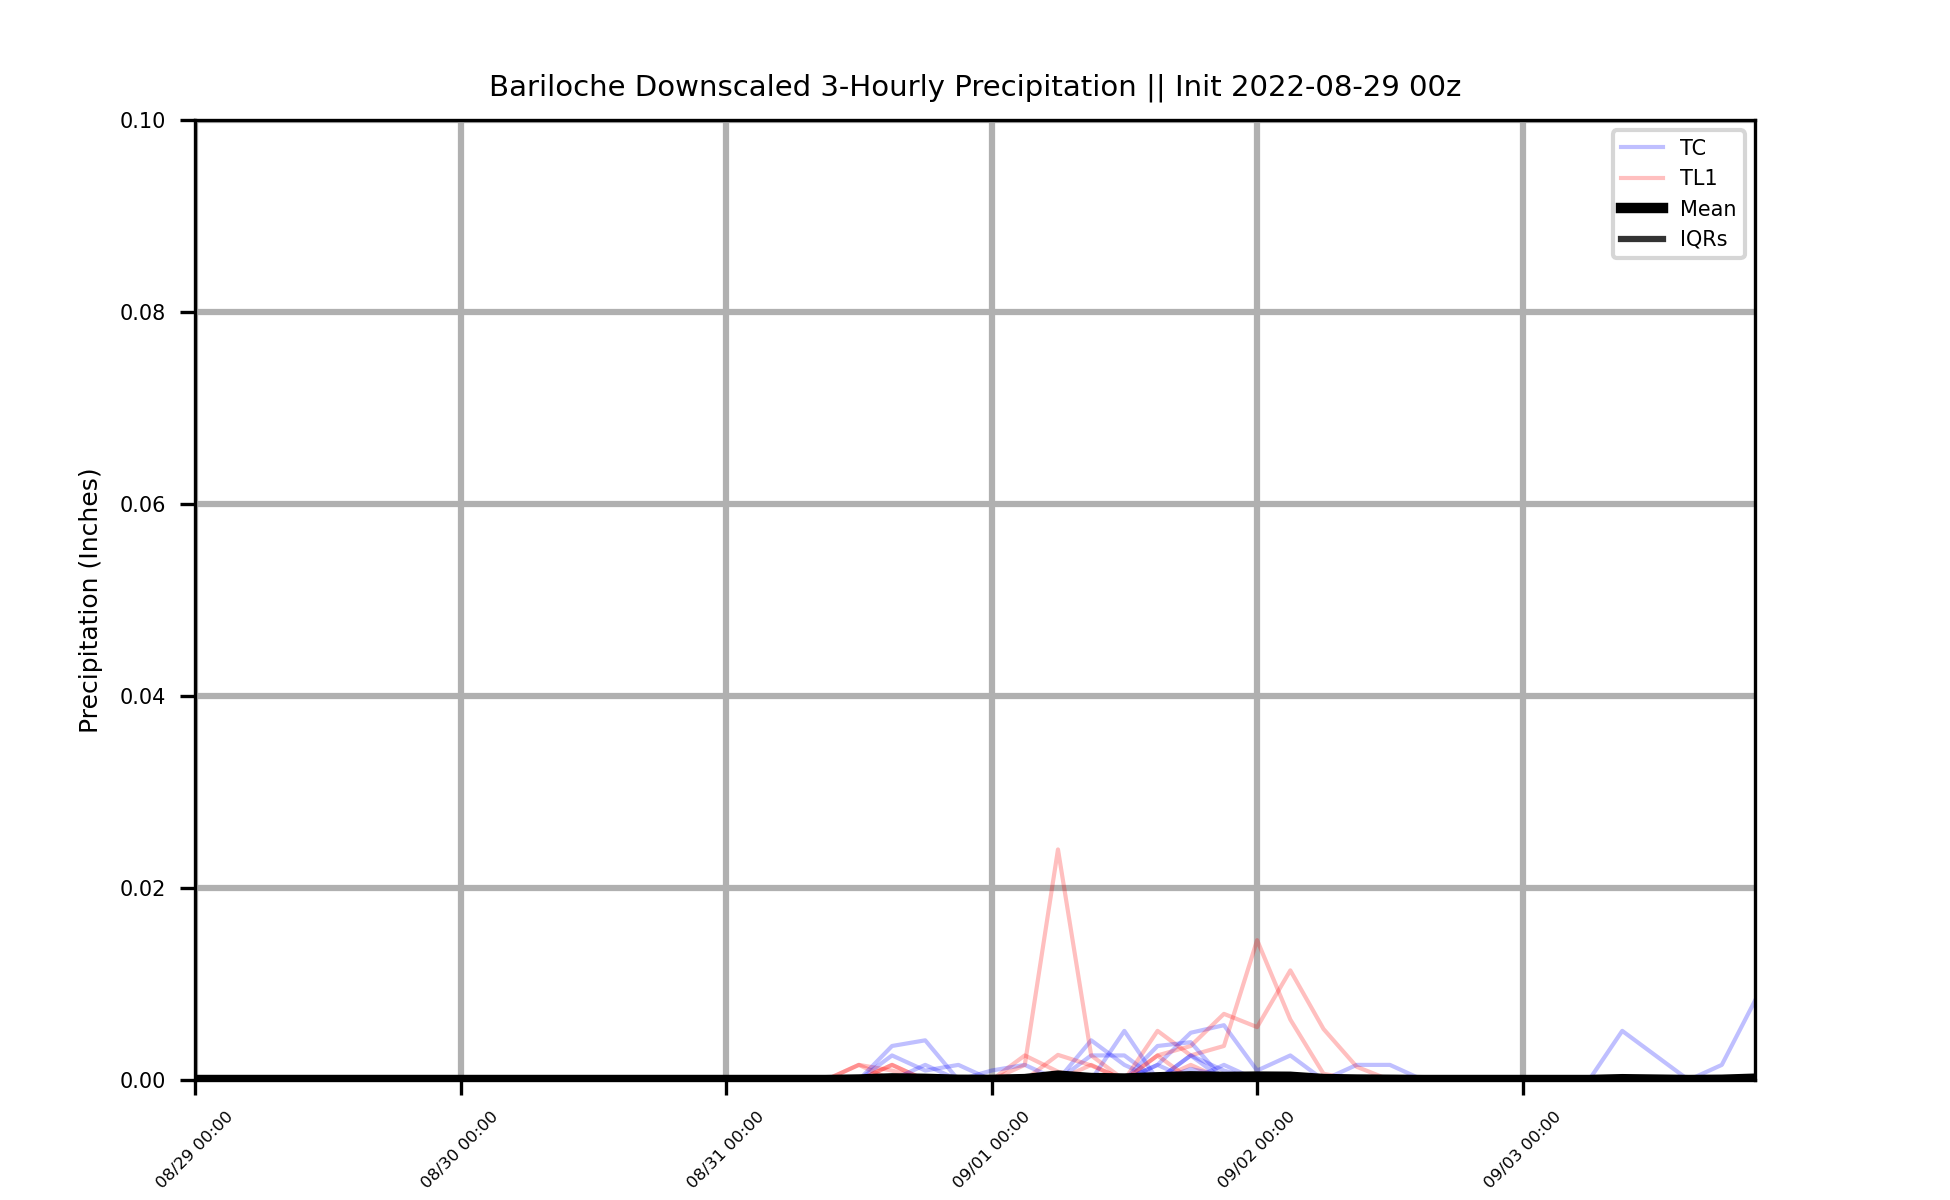 Bariloche Downscaled 3-Hourly Precipitation || Init 2022-08-29 00z
Precipitation (Inches)
0.10
0.08
0.06
0.04
0.02
0.00
TC
TL1
Mean
IQRs
08/29 00:00
08/30 00:00
08/31 00:00
09/01 00:00
09/02 00:00
09/03 00:00